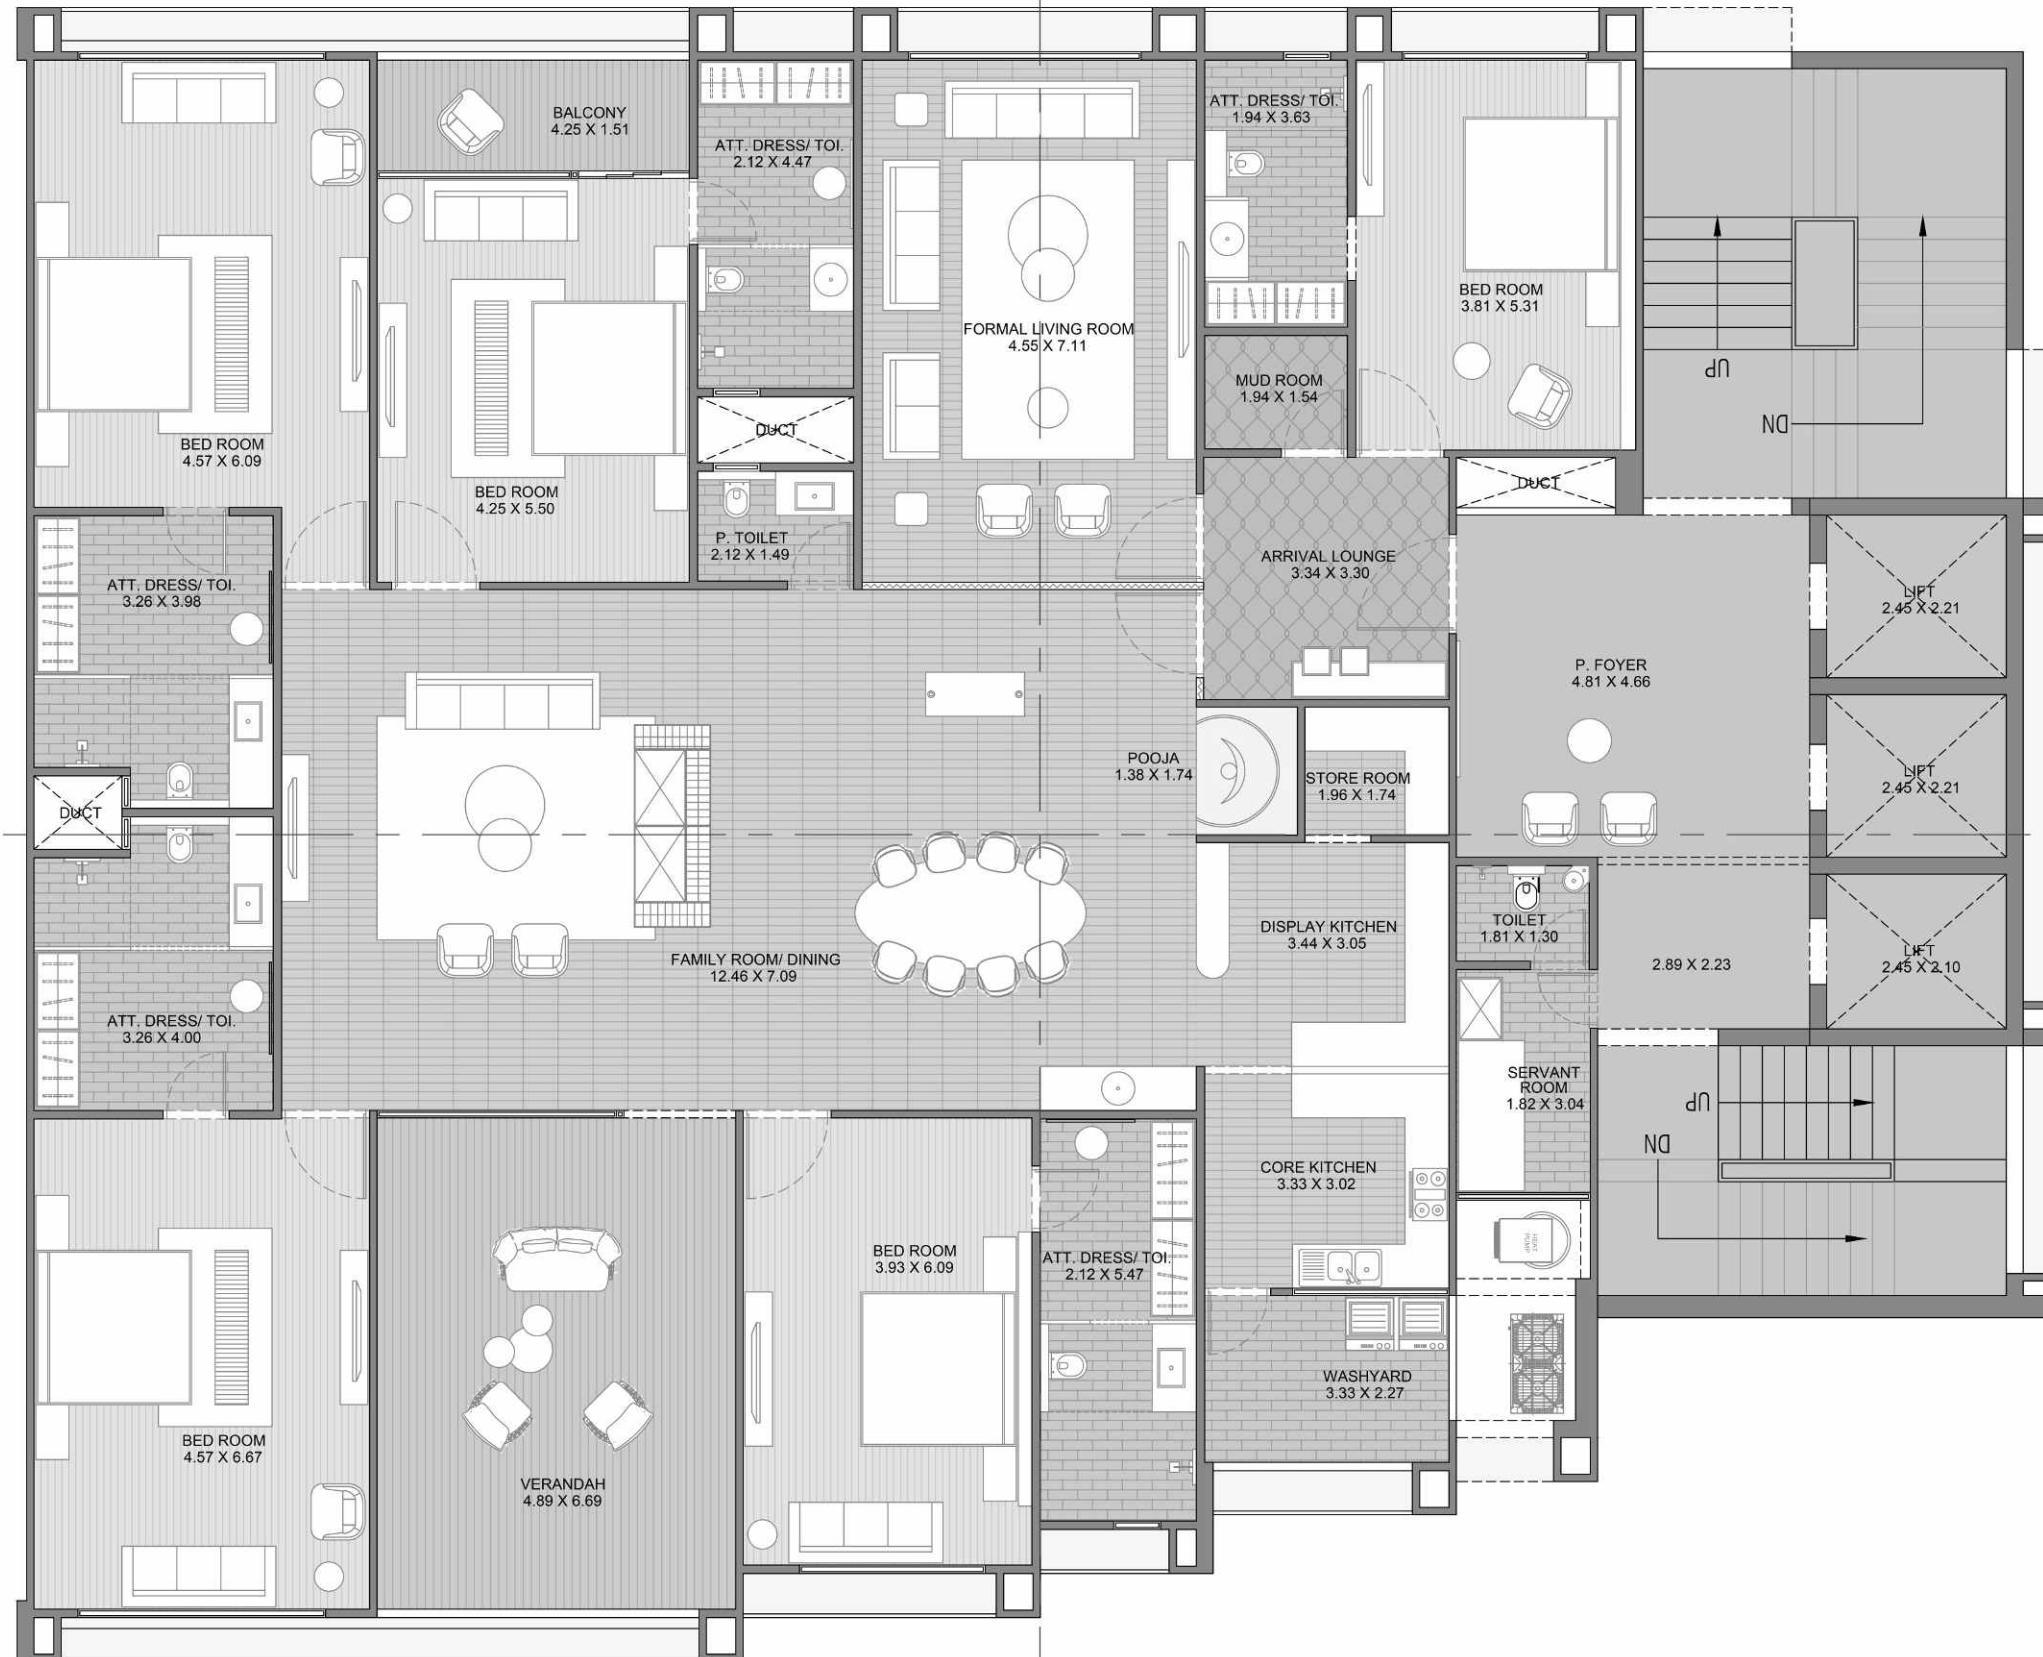 BALCONY
4.25 X 1.51
ATT. DRESS/ TOI.
2.12 X 4.47
ATT. DRESS/ TOI.
1.94 X 3.63
BED ROOM
4.57 X 6.09
BED ROOM
4.25 X 5.50
FORMAL LIVING ROOM
4.55 X 7.11
BED ROOM
3.81 X 5.31
MUD ROOM
1.94 X 1.54
UP
DN
DUCT
DUCT
P. TOILET
2.12 X 1.49
ARRIVAL LOUNGE
3.34 X 3.30
ATT. DRESS/ TOI.
3.26 X 3.98
LIFT
2.45 X 2.21
P. FOYER
4.81 X 4.66
POOJA
1.38 X 1.74
STORE ROOM
1.96 X 1.74
LIFT
2.45 X 2.21
DUCT
DISPLAY KITCHEN
3.44 X 3.05
TOILET
1.81 X 1.30
FAMILY ROOM/ DINING
12.46 X 7.09
2.89 X 2.23
LIFT
2.45 X 2.10
ATT. DRESS/ TOI.
3.26 X 4.00
SERVANT
ROOM
1.82 X 3.04
UP
DN
CORE KITCHEN
3.33 X 3.02
HEAT
PUMP
BED ROOM
3.93 X 6.09
ATT. DRESS/ TOI.
2.12 X 5.47
WASHYARD
3.33 X 2.27
BED ROOM
4.57 X 6.67
VERANDAH
4.89 X 6.69